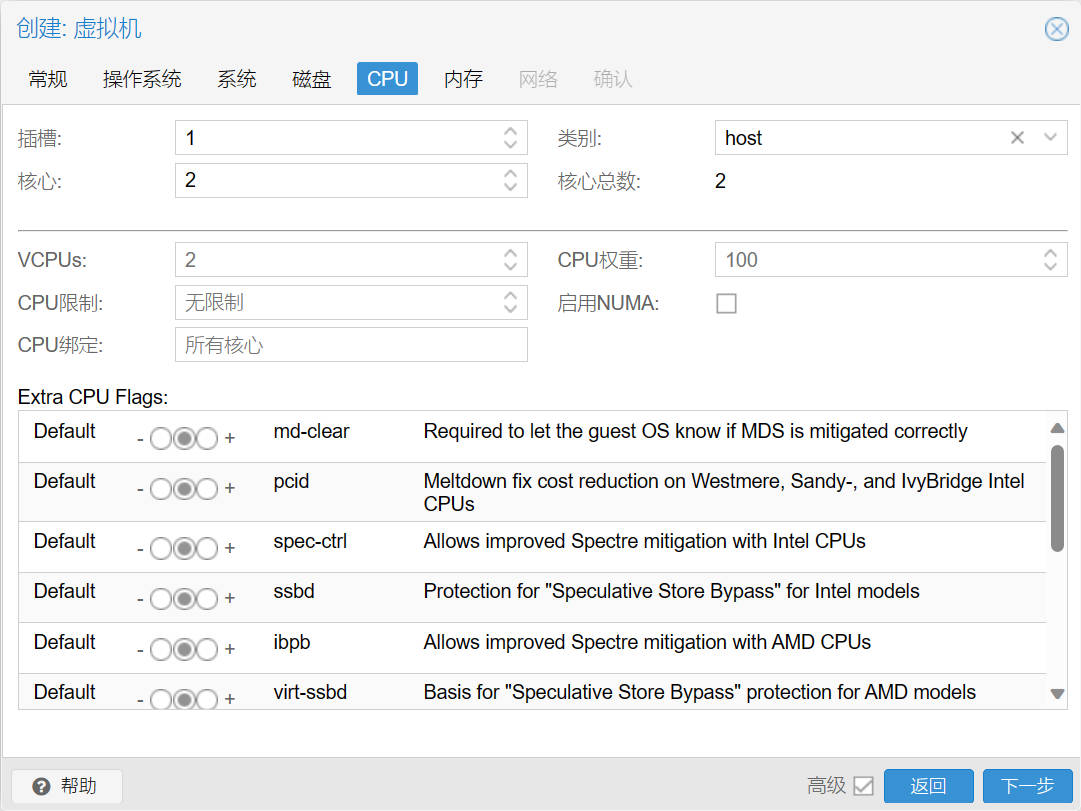 创建: 虚拟机
常规 操作系统 系统 磁盘 CPU 内存 网络 确认
插槽: 1 类别: host
核心: 2 核心总数: 2
VCPUs: 2 CPU权重: 100
CPU限制: 无限制 启用NUMA:
CPU绑定: 所有核心
Extra CPU Flags:
Default - + md-clear Required to let the guest OS know if MDS is mitigated correctly
Default - + pcid Meltdown fix cost reduction on Westmere, Sandy-, and IvyBridge Intel
CPUs
Default - + spec-ctrl Allows improved Spectre mitigation with Intel CPUs
Default - + ssbd Protection for "Speculative Store Bypass" for Intel models
Default - + ibpb Allows improved Spectre mitigation with AMD CPUs
Default - + virt-ssbd Basis for "Speculative Store Bypass" protection for AMD models
帮助 高级 返回 下一步